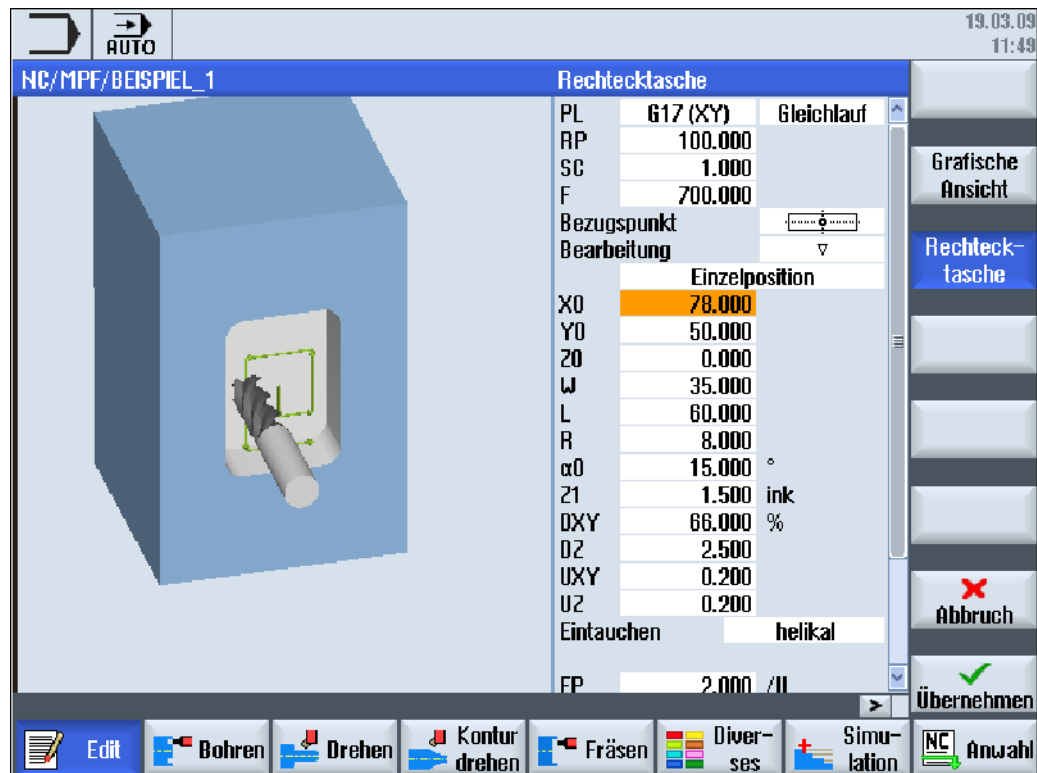 19.03.09
AUTO
11:49
NC/MPF/BEISPIEL_1
Rechtecktasche
PL G17 (XY) Gleichlauf
RP 100.000
SC 1.000
F 700.000
Bezugspunkt
Bearbeitung ▽
Einzelposition
X0 78.000
Y0 50.000
Z0 0.000
W 35.000
L 60.000
R 8.000
α0 15.000 °
Z1 1.500 ink
DXY 66.000 %
DZ 2.500
UXY 0.200
UZ 0.200
Eintauchen helikal
EP 2.000 /U
Grafische
Ansicht
Rechteck-
tasche
Abbruch
Übernehmen
>
Edit
Bohren
Drehen
Kontur
drehen
Fräsen
Diver-
ses
Simu-
lation
NC Anwahl